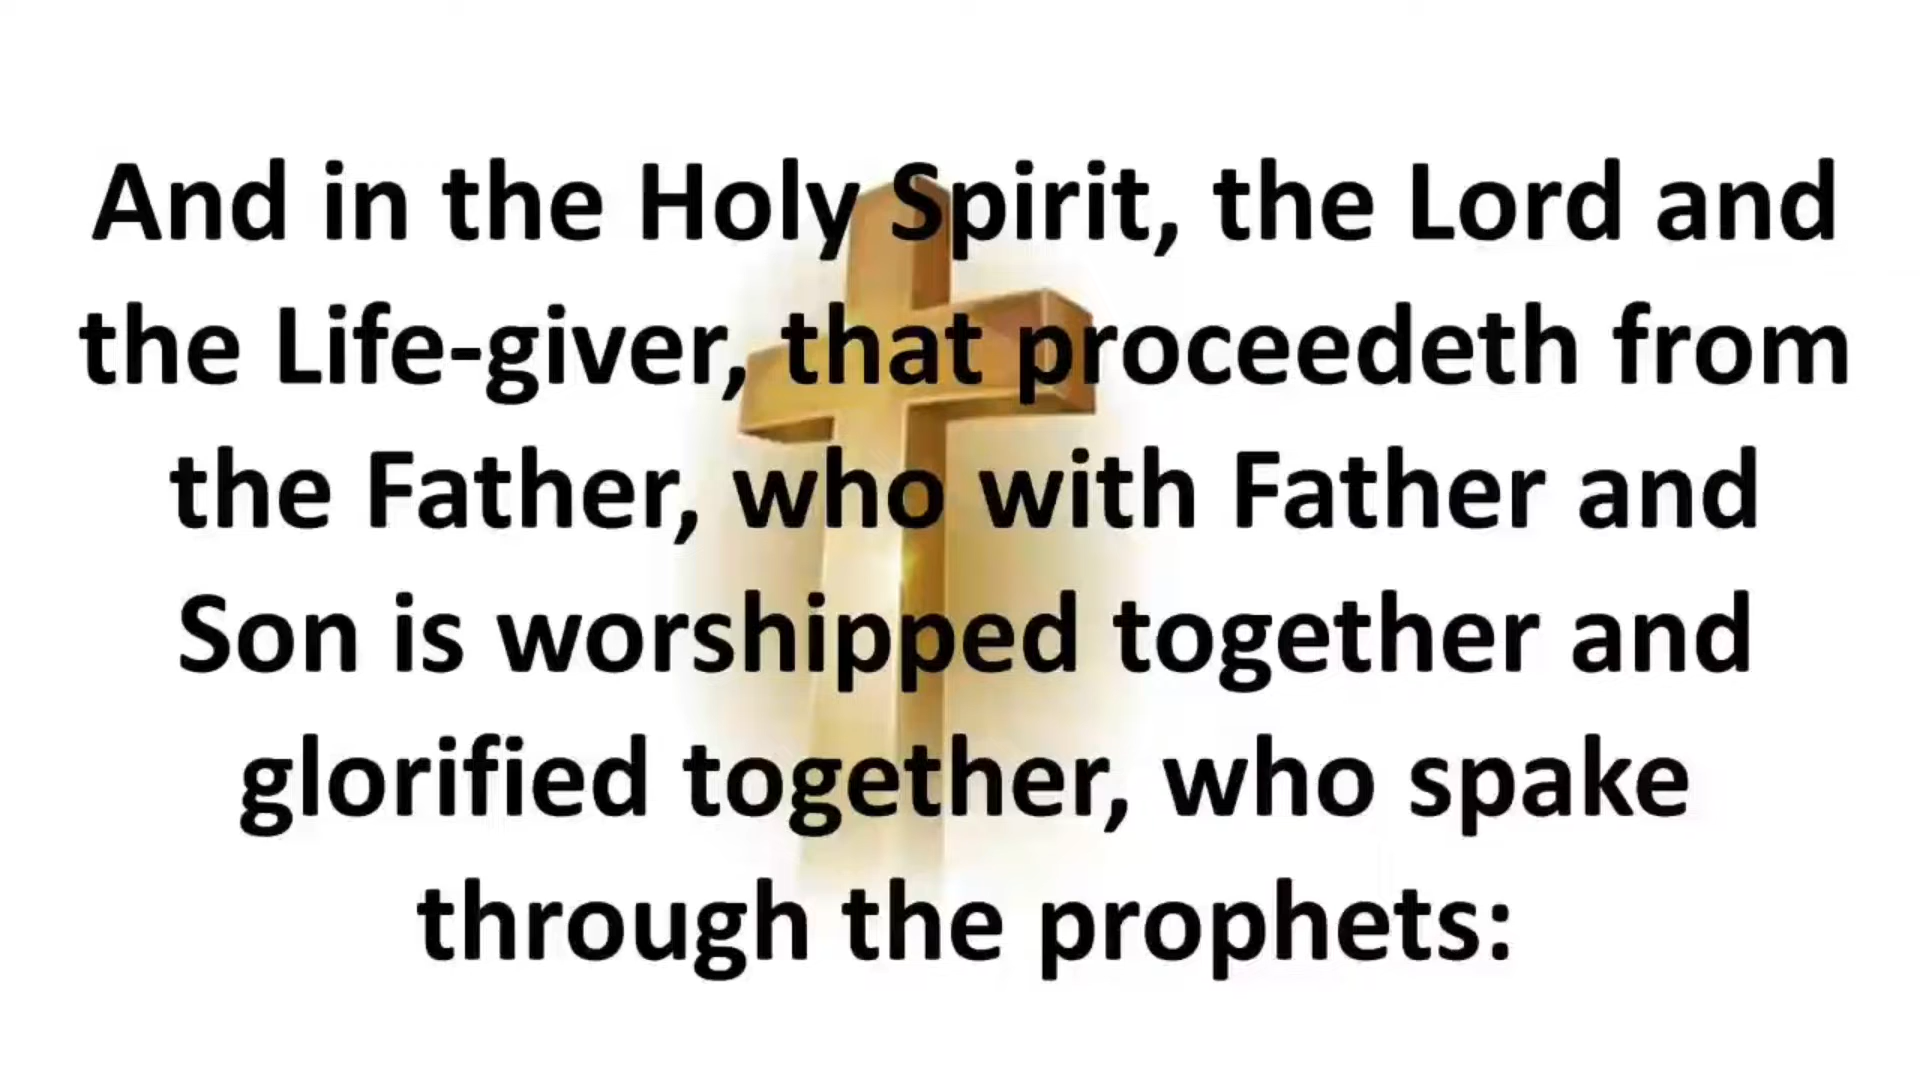 And in the Holy Spirit, the Lord and
the Life-giver, that proceedeth from
the Father, who with Father and
Son is worshipped together and
glorified together, who spake
through the prophets: